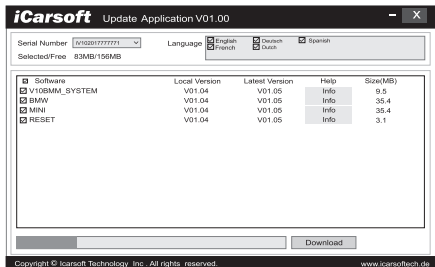 iCarsoft Update Application V01.00 – X
Serial Number IV102017777771 Language English Deutsch Spanish
French Dutch
Selected/Free 83MB/156MB
Software Local Version Latest Version Help Size(MB)
V10BMM_SYSTEM V01.04 V01.05 Info 9.5
BMW V01.04 V01.05 Info 35.4
MINI V01.04 V01.05 Info 35.4
RESET V01.04 V01.05 Info 3.1
Download
Copyright © Icarsoft Technology Inc . All rights reserved. www.icarsoftech.de